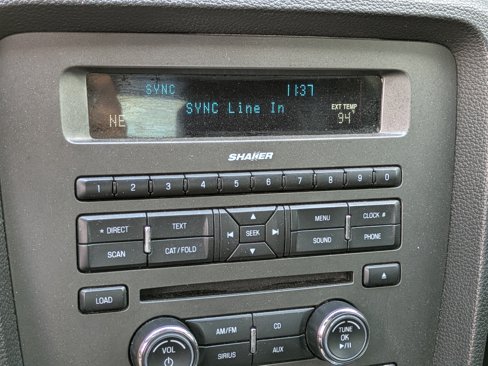 SYNC 11:37
SYNC Line In
EXT TEMP
NE 94°
SHAKER
1 2 3 4 5 6 7 8 9 0
* DIRECT TEXT MENU CLOCK #
SEEK
SCAN CAT/FOLD SOUND PHONE
LOAD
AM/FM CD TUNE
OK
VOL SIRIUS AUX